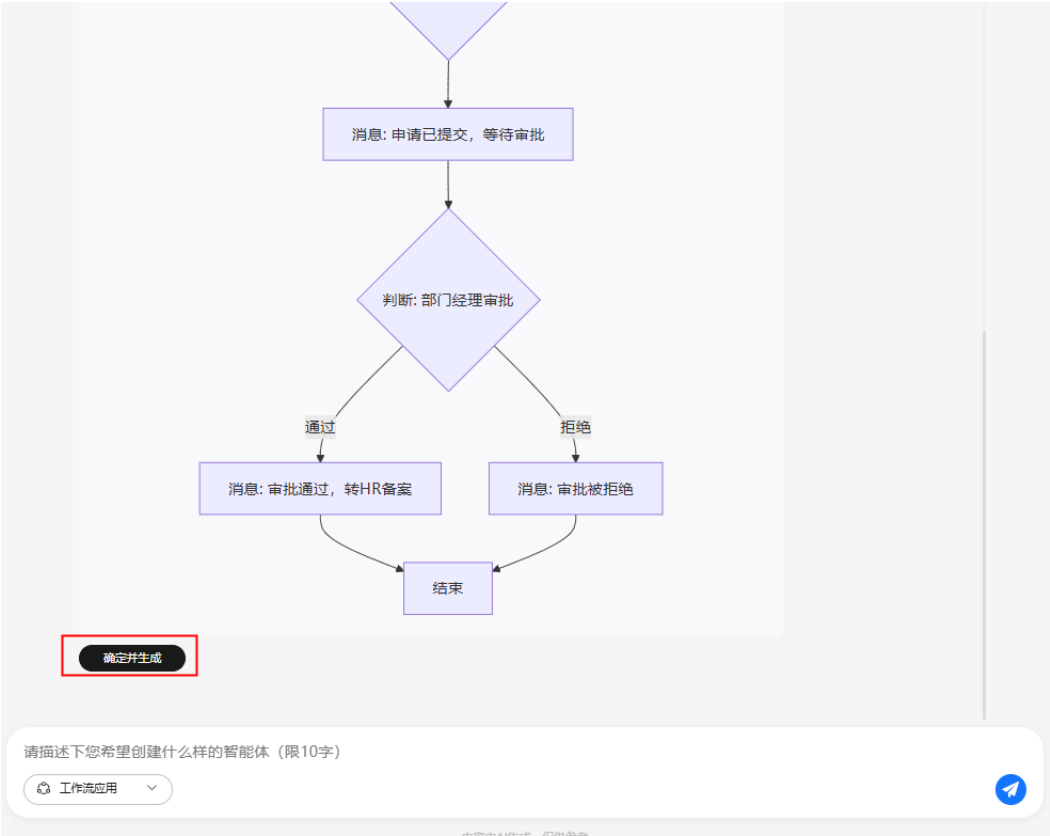 消息: 申请已提交，等待审批
判断: 部门经理审批
通过
拒绝
消息: 审批通过，转HR备案
消息: 审批被拒绝
结束
确定并生成
请描述下您希望创建什么样的智能体（限10字）
工作流应用